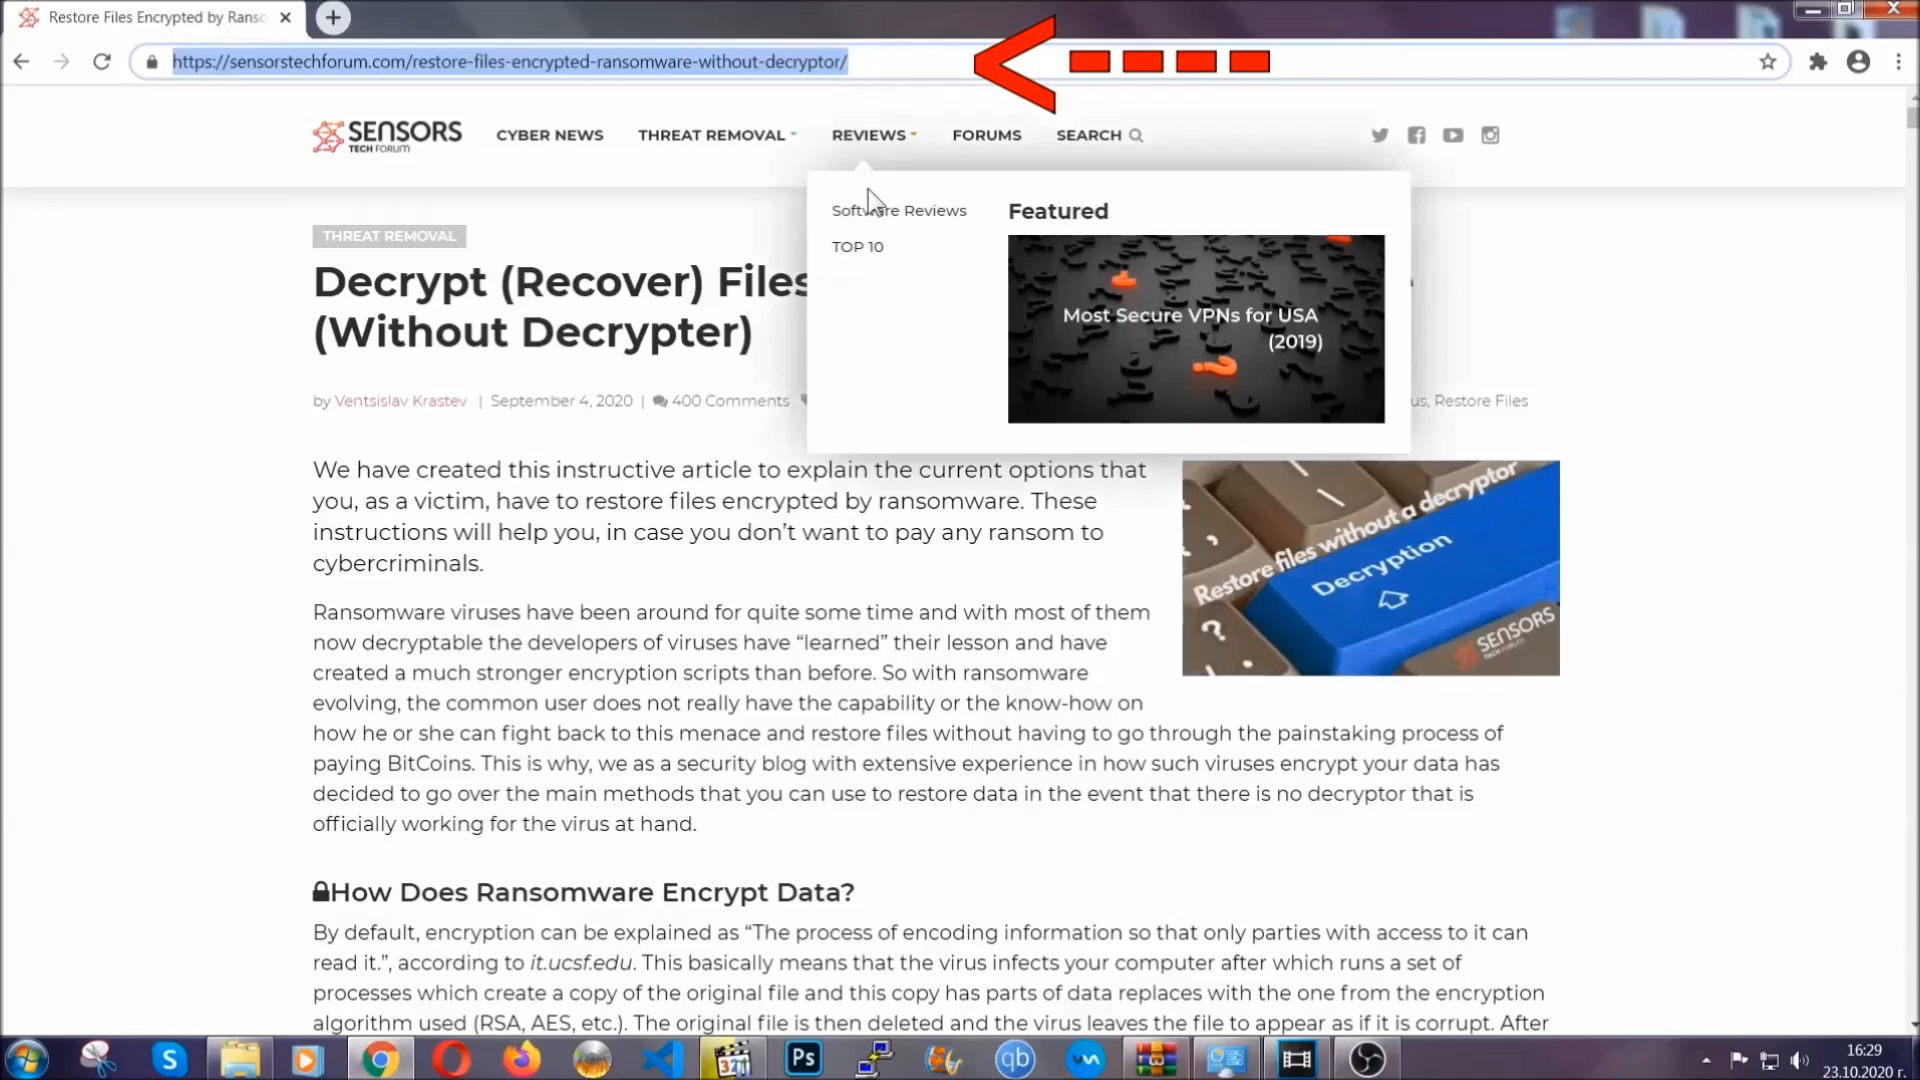 Restore Files Encrypted by Ranso
https://sensorstechforum.com/restore-files-encrypted-ransomware-without-decryptor/
SENSORS
TECH FORUM
CYBER NEWS
THREAT REMOVAL
REVIEWS
FORUMS
SEARCH
Software Reviews
TOP 10
Featured
Most Secure VPNs for USA
(2019)
THREAT REMOVAL
Decrypt (Recover) Files
(Without Decrypter)
by Ventsislav Krastev | September 4, 2020 | 400 Comments
us, Restore Files
We have created this instructive article to explain the current options that
you, as a victim, have to restore files encrypted by ransomware. These
instructions will help you, in case you don’t want to pay any ransom to
cybercriminals.
Restore files without a decryptor
Decryption
SENSORS
TECH FORUM
Ransomware viruses have been around for quite some time and with most of them
now decryptable the developers of viruses have “learned” their lesson and have
created a much stronger encryption scripts than before. So with ransomware
evolving, the common user does not really have the capability or the know-how on
how he or she can fight back to this menace and restore files without having to go through the painstaking process of
paying BitCoins. This is why, we as a security blog with extensive experience in how such viruses encrypt your data has
decided to go over the main methods that you can use to restore data in the event that there is no decryptor that is
officially working for the virus at hand.
How Does Ransomware Encrypt Data?
By default, encryption can be explained as “The process of encoding information so that only parties with access to it can
read it.”, according to it.ucsf.edu. This basically means that the virus infects your computer after which runs a set of
processes which create a copy of the original file and this copy has parts of data replaces with the one from the encryption
algorithm used (RSA, AES, etc.). The original file is then deleted and the virus leaves the file to appear as if it is corrupt. After
S
321
Ps
qb
16:29
23.10.2020 г.